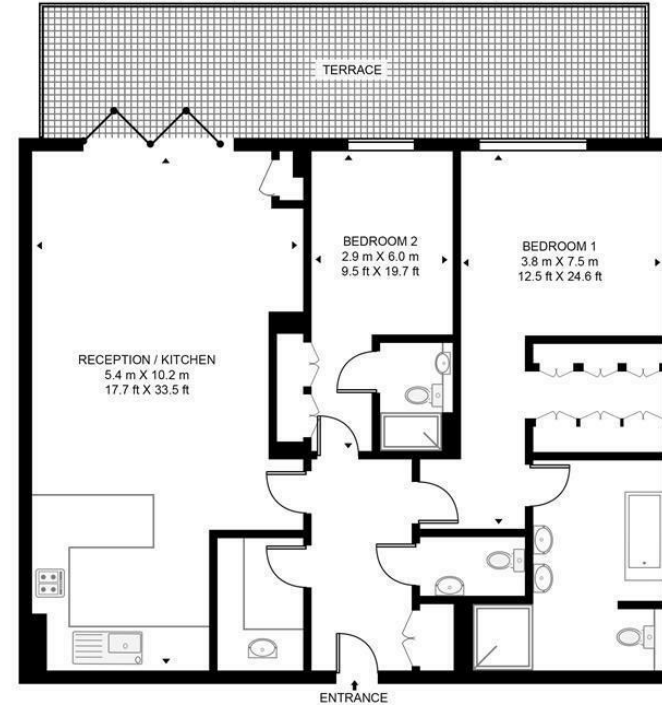 TERRACE
BEDROOM 2
2.9 m X 6.0 m
9.5 ft X 19.7 ft
BEDROOM 1
3.8 m X 7.5 m
12.5 ft X 24.6 ft
RECEPTION / KITCHEN
5.4 m X 10.2 m
17.7 ft X 33.5 ft
ENTRANCE